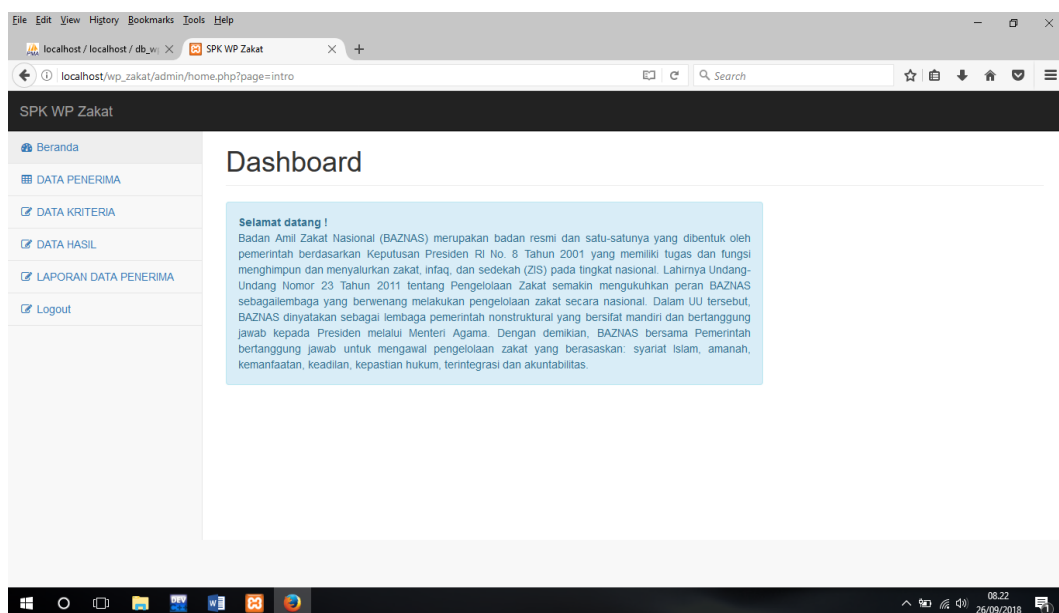 File Edit View History Bookmarks Tools Help
localhost / localhost / db_w
SPK WP Zakat
localhost/wp_zakat/admin/home.php?page=intro
Search
SPK WP Zakat
Beranda
DATA PENERIMA
DATA KRITERIA
DATA HASIL
LAPORAN DATA PENERIMA
Logout
Dashboard
Selamat datang !
Badan Amil Zakat Nasional (BAZNAS) merupakan badan resmi dan satu-satunya yang dibentuk oleh
pemerintah berdasarkan Keputusan Presiden RI No. 8 Tahun 2001 yang memiliki tugas dan fungsi
menghimpun dan menyalurkan zakat, infaq, dan sedekah (ZIS) pada tingkat nasional. Lahirnya Undang-
Undang Nomor 23 Tahun 2011 tentang Pengelolaan Zakat semakin mengukuhkan peran BAZNAS
sebagailembaga yang berwenang melakukan pengelolaan zakat secara nasional. Dalam UU tersebut,
BAZNAS dinyatakan sebagai lembaga pemerintah nonstruktural yang bersifat mandiri dan bertanggung
jawab kepada Presiden melalui Menteri Agama. Dengan demikian, BAZNAS bersama Pemerintah
bertanggung jawab untuk mengawal pengelolaan zakat yang berasaskan: syariat Islam, amanah,
kemanfaatan, keadilan, kepastian hukum, terintegrasi dan akuntabilitas.
DEV
08.22
26/09/2018